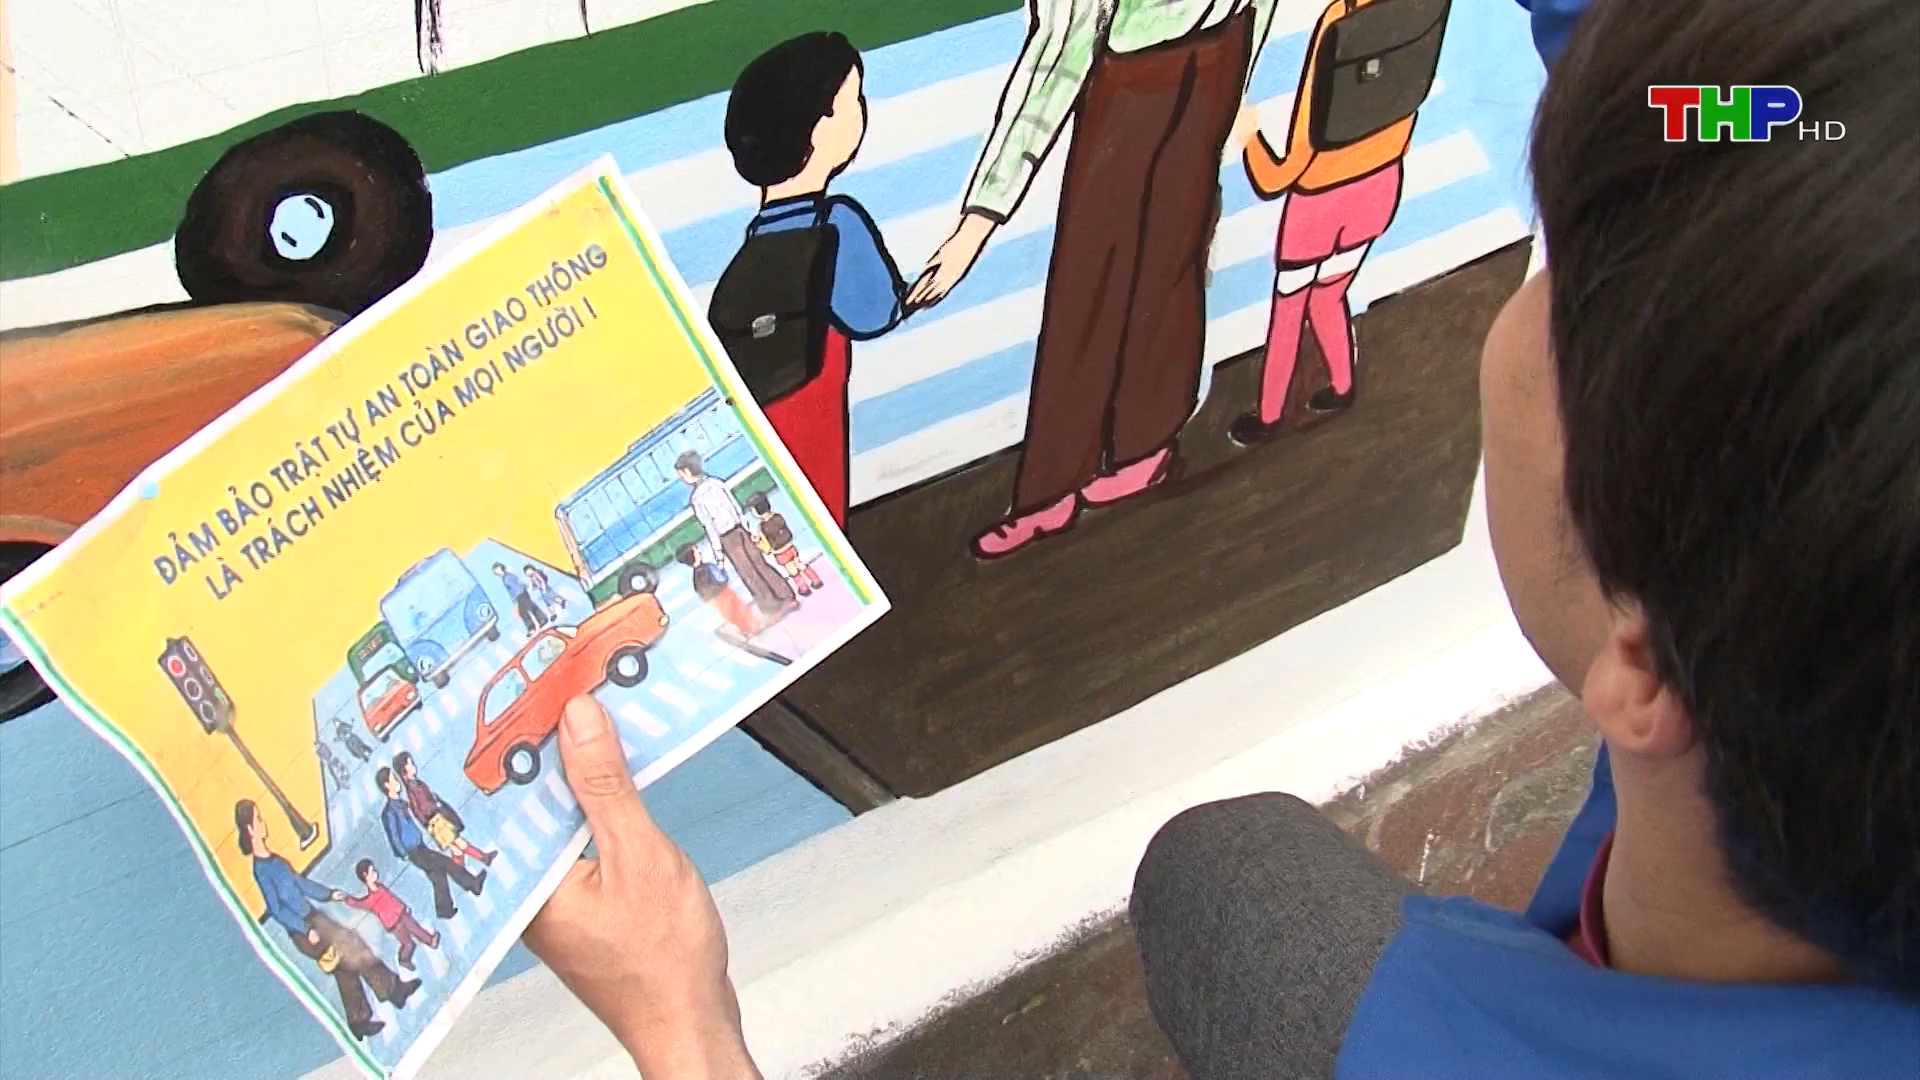 THP HD
ĐẢM BẢO TRẬT TỰ AN TOÀN GIAO THÔNG
LÀ TRÁCH NHIỆM CỦA MỌI NGƯỜI !